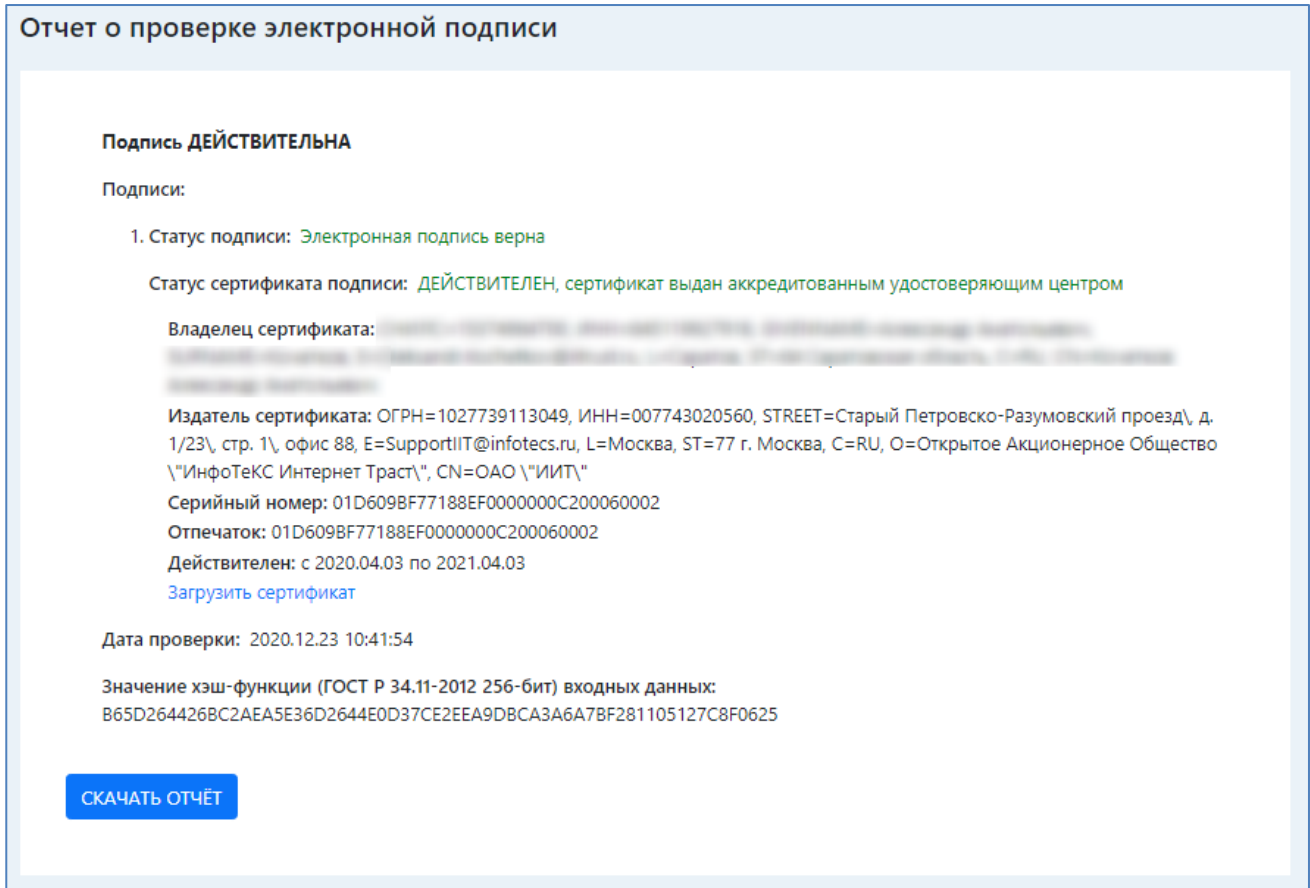 Отчет о проверке электронной подписи
Подпись ДЕЙСТВИТЕЛЬНА
Подписи:
1. Статус подписи: Электронная подпись верна
Статус сертификата подписи: ДЕЙСТВИТЕЛЕН, сертификат выдан аккредитованным удостоверяющим центром
Владелец сертификата:
Издатель сертификата: ОГРН=1027739113049, ИНН=007743020560, STREET=Старый Петровско-Разумовский проезд\, д.
1/23\, стр. 1\, офис 88, E=SupportIIT@infotecs.ru, L=Москва, ST=77 г. Москва, C=RU, O=Открытое Акционерное Общество
\"ИнфоТеКС Интернет Траст\", CN=ОАО \"ИИТ\"
Серийный номер: 01D609BF77188EF0000000C200060002
Отпечаток: 01D609BF77188EF0000000C200060002
Действителен: с 2020.04.03 по 2021.04.03
Загрузить сертификат
Дата проверки: 2020.12.23 10:41:54
Значение хэш-функции (ГОСТ Р 34.11-2012 256-бит) входных данных:
B65D264426BC2AEA5E36D2644E0D37CE2EEA9DBCA3A6A7BF281105127C8F0625
СКАЧАТЬ ОТЧЁТ